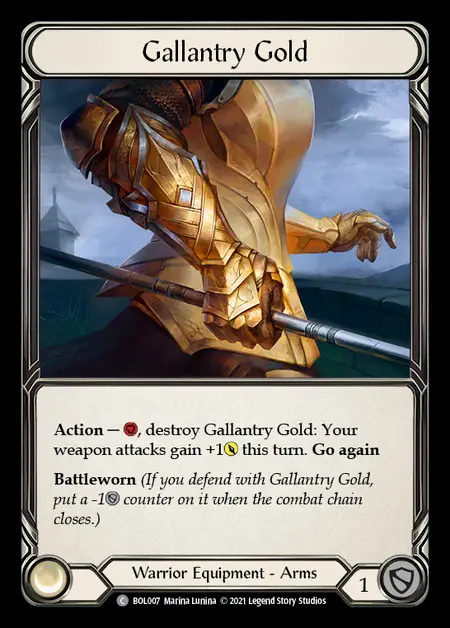 Gallantry Gold
Action — , destroy Gallantry Gold: Your
weapon attacks gain +1 this turn. Go again
Battleworn (If you defend with Gallantry Gold,
put a -1 counter on it when the combat chain
closes.)
Warrior Equipment - Arms
1
C BOL007 Marina Lunina © 2021 Legend Story Studios